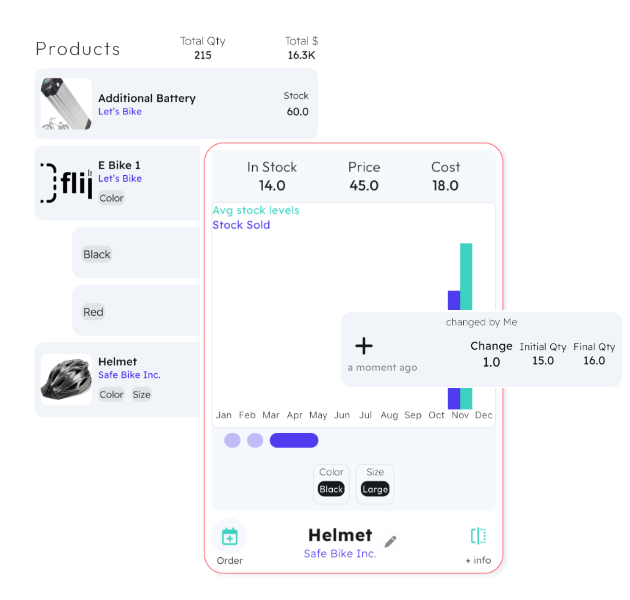 Products
Total Qty
215
Total $
16.3K
Additional Battery
Let's Bike
Stock
60.0
E Bike 1
Let's Bike
Color
Black
Red
Helmet
Safe Bike Inc.
Color Size
In Stock
14.0
Price
45.0
Cost
18.0
Avg stock levels
Stock Sold
changed by Me
+
a moment ago
Change
1.0
Initial Qty
15.0
Final Qty
16.0
Jan Feb Mar Apr May Jun Jul Aug Sep Oct Nov Dec
Color
Black
Size
Large
Order
Helmet
Safe Bike Inc.
+ info